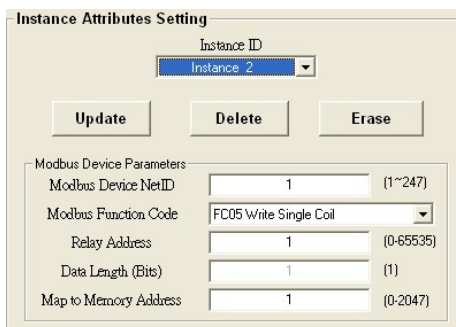 Instance Attributes Setting
Instance ID
Instance 2
Update Delete Erase
Modbus Device Parameters
Modbus Device NetID 1 (1~247)
Modbus Function Code FC05 Write Single Coil
Relay Address 1 (0-65535)
Data Length (Bits) 1 (1)
Map to Memory Address 1 (0-2047)